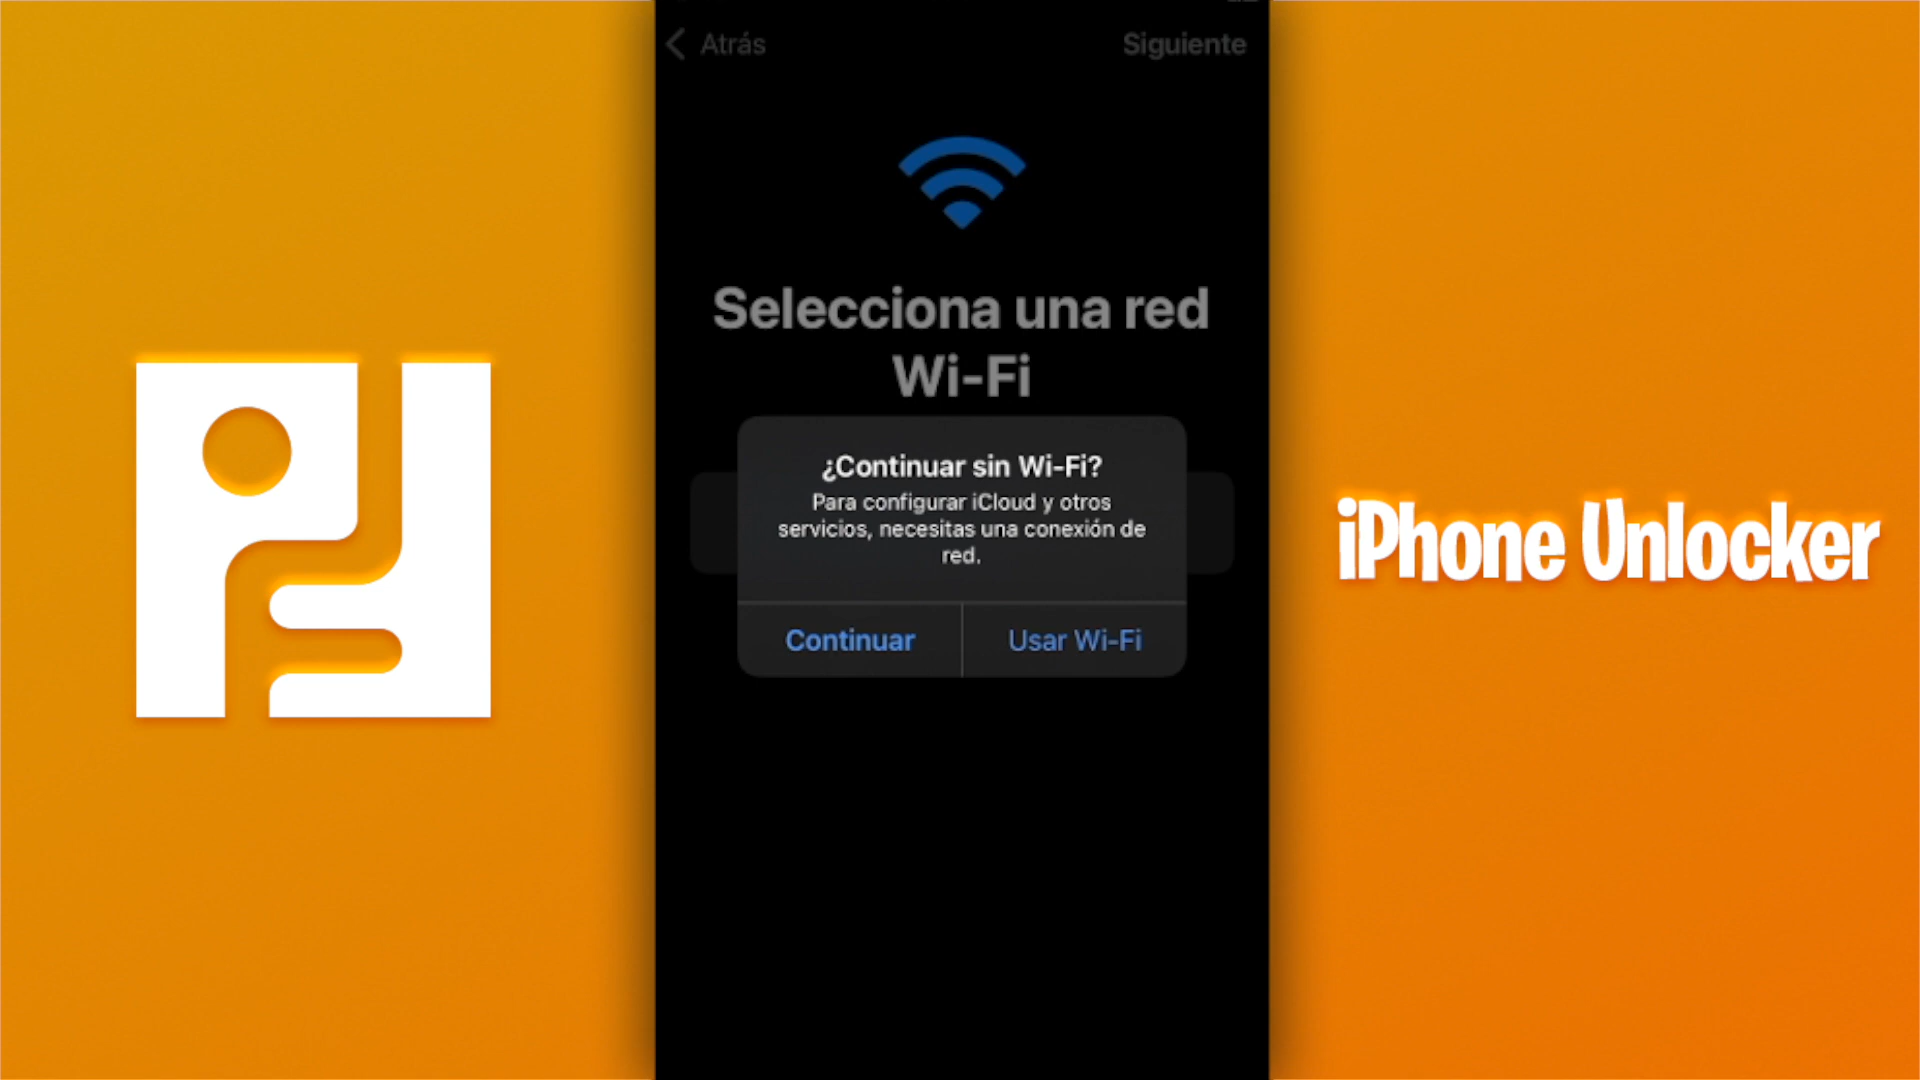 Atrás
Siguiente
Selecciona una red
Wi-Fi
¿Continuar sin Wi-Fi?
Para configurar iCloud y otros
servicios, necesitas una conexión de
red.
Continuar
Usar Wi-Fi
iPhone Unlocker